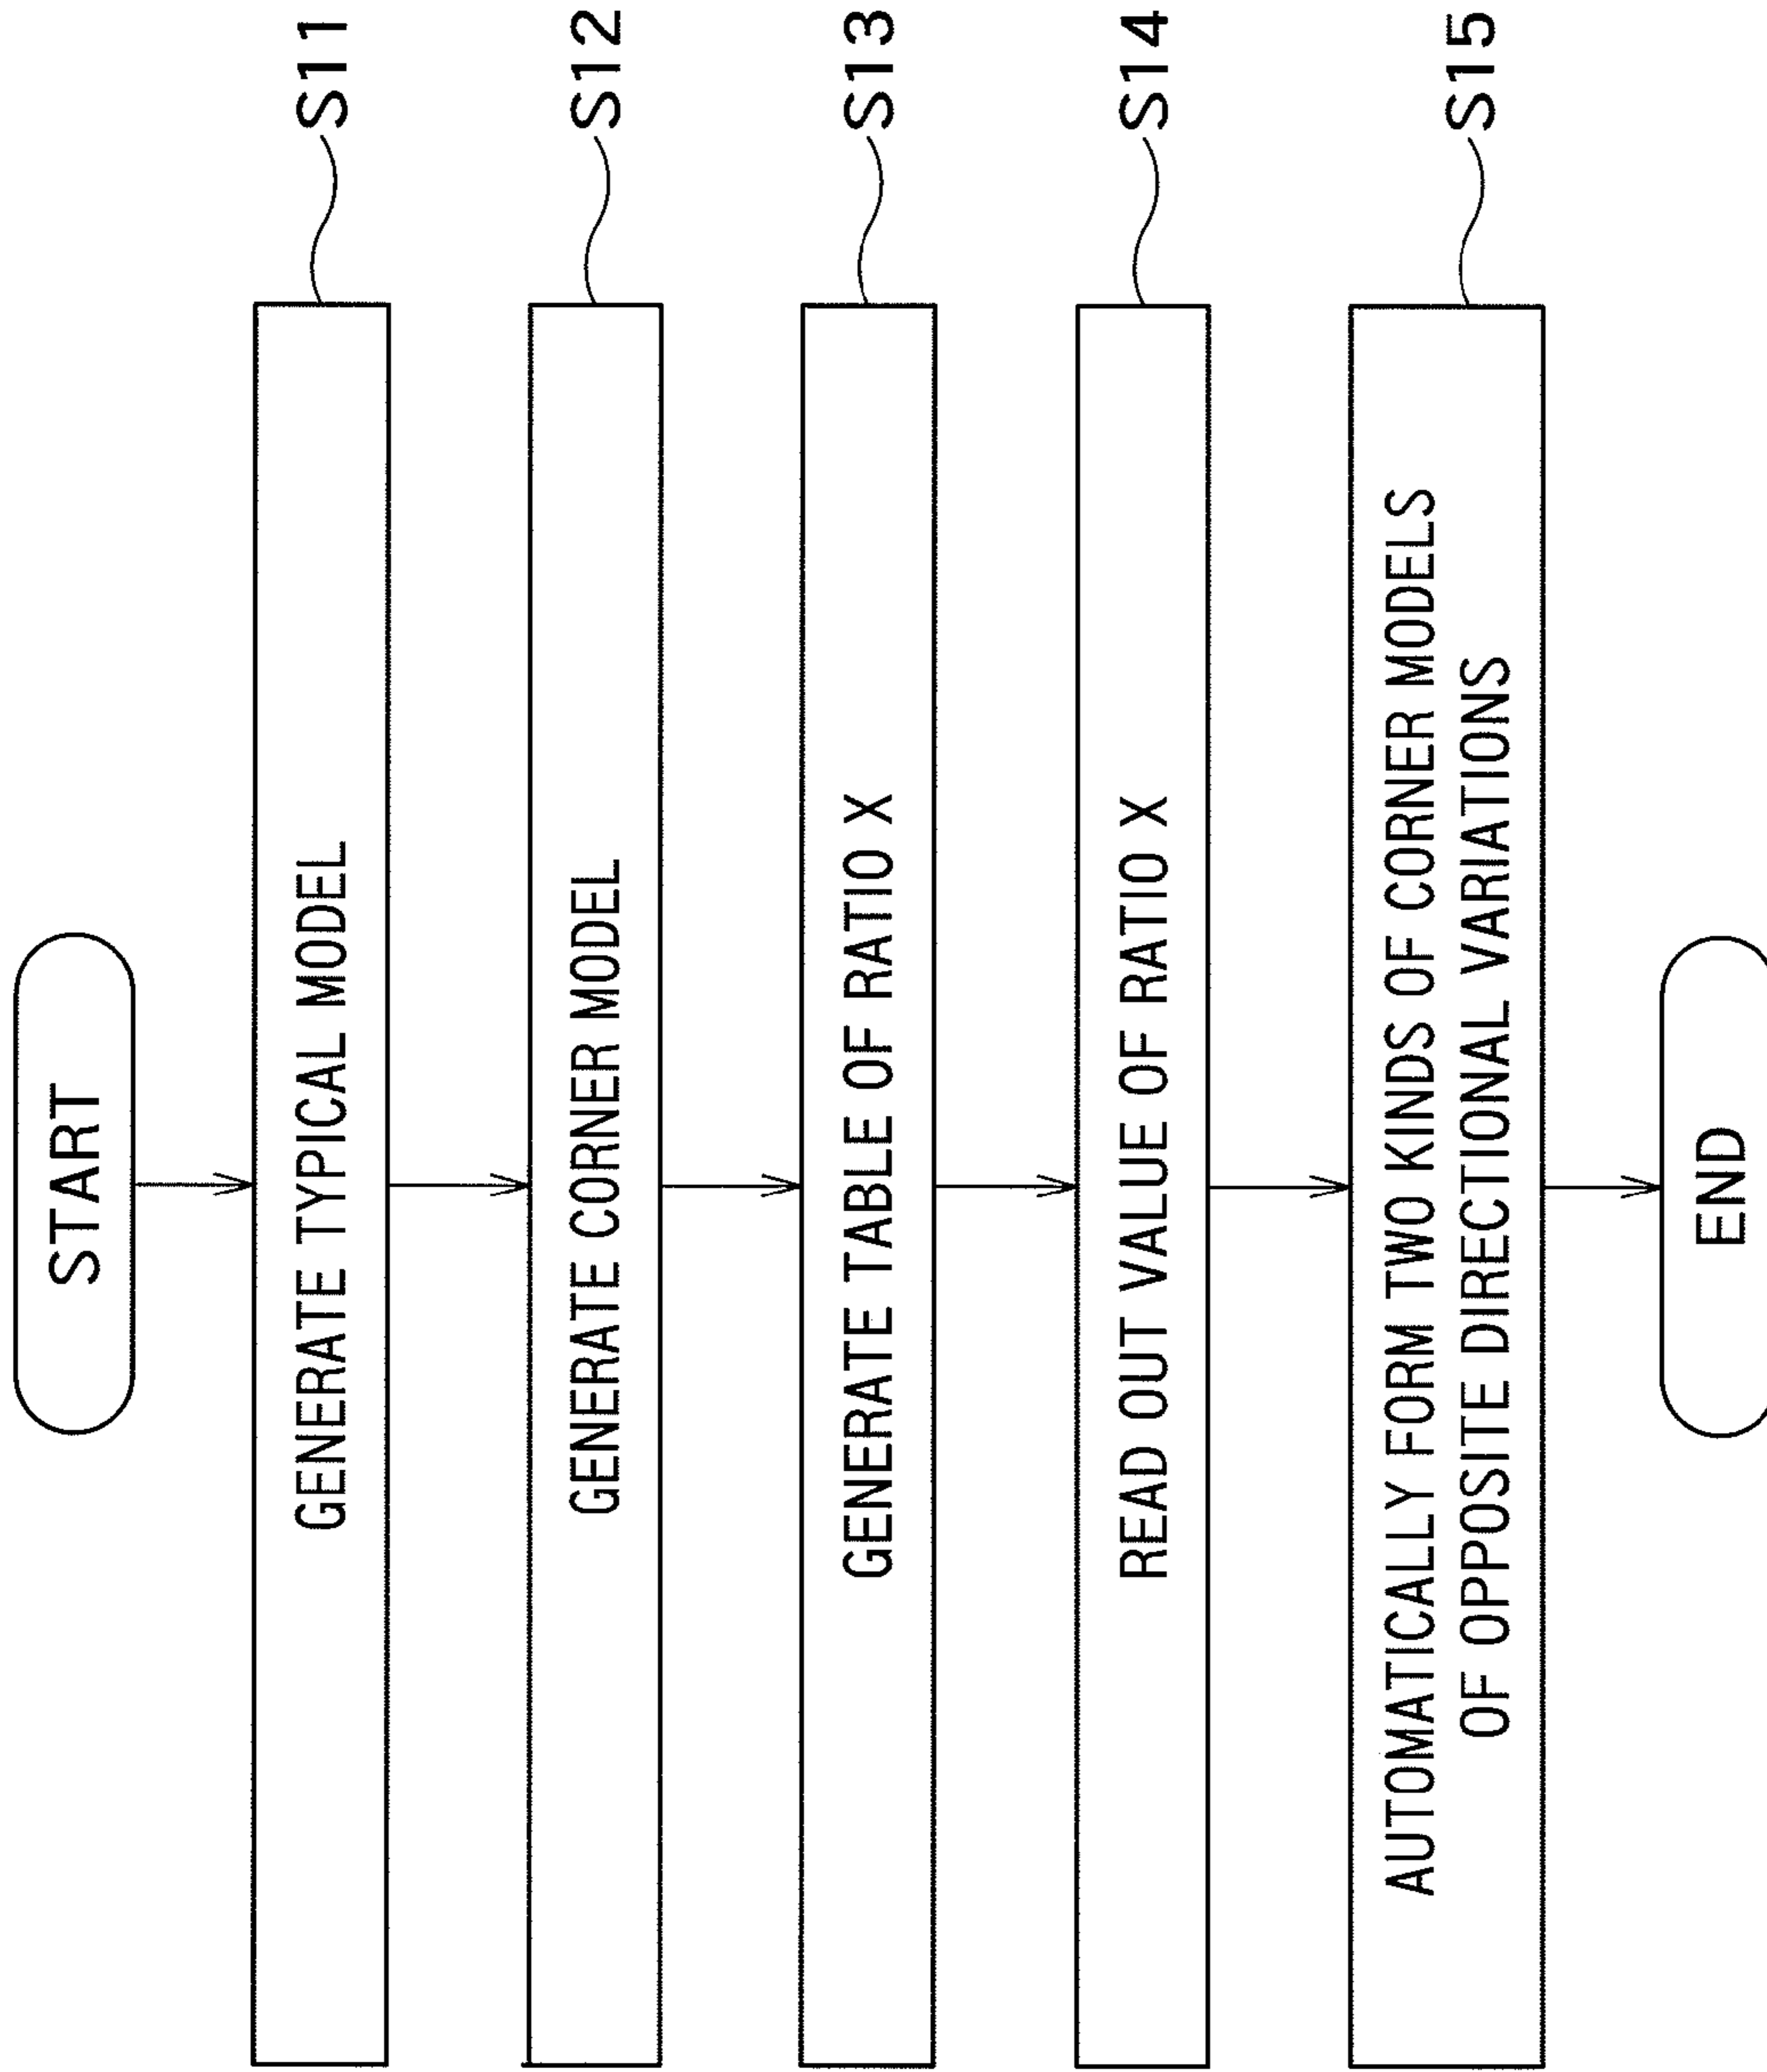 START
GENERATE TYPICAL MODEL
S11
GENERATE CORNER MODEL
S12
GENERATE TABLE OF RATIO X
S13
READ OUT VALUE OF RATIO X
S14
AUTOMATICALLY FORM TWO KINDS OF CORNER MODELS
OF OPPOSITE DIRECTIONAL VARIATIONS
S15
END